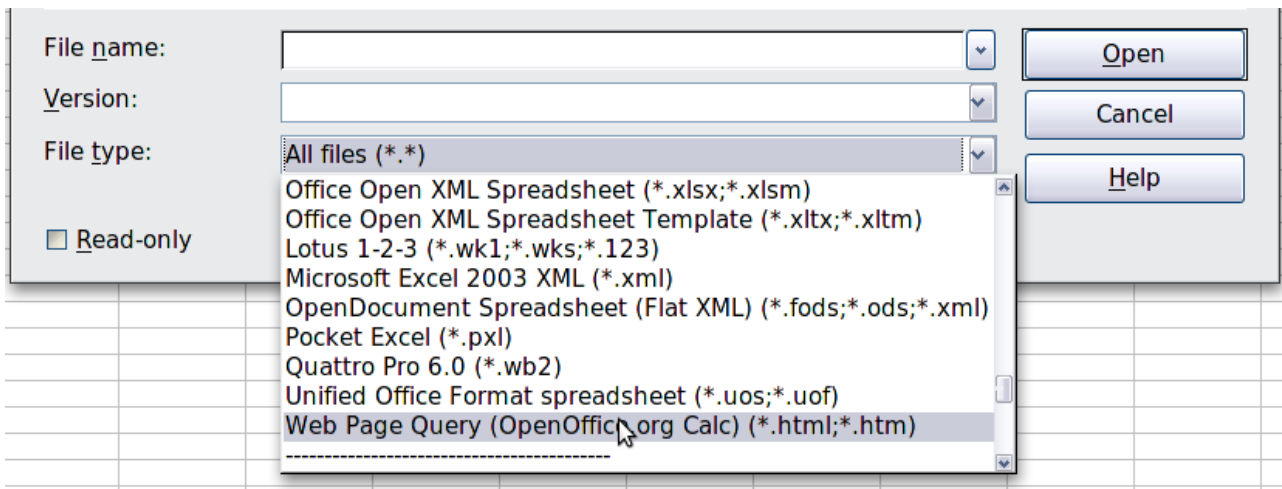 File name:
Open
Version:
Cancel
File type:
All files (*.*)
Help
Office Open XML Spreadsheet (*.xlsx;*.xlsm)
Office Open XML Spreadsheet Template (*.xltx;*.xltm)
Lotus 1-2-3 (*.wk1;*.wks;*.123)
Microsoft Excel 2003 XML (*.xml)
OpenDocument Spreadsheet (Flat XML) (*.fods;*.ods;*.xml)
Pocket Excel (*.pxl)
Quattro Pro 6.0 (*.wb2)
Unified Office Format spreadsheet (*.uos;*.uof)
Web Page Query (OpenOffice.org Calc) (*.html;*.htm)
------------------------------------------
Read-only